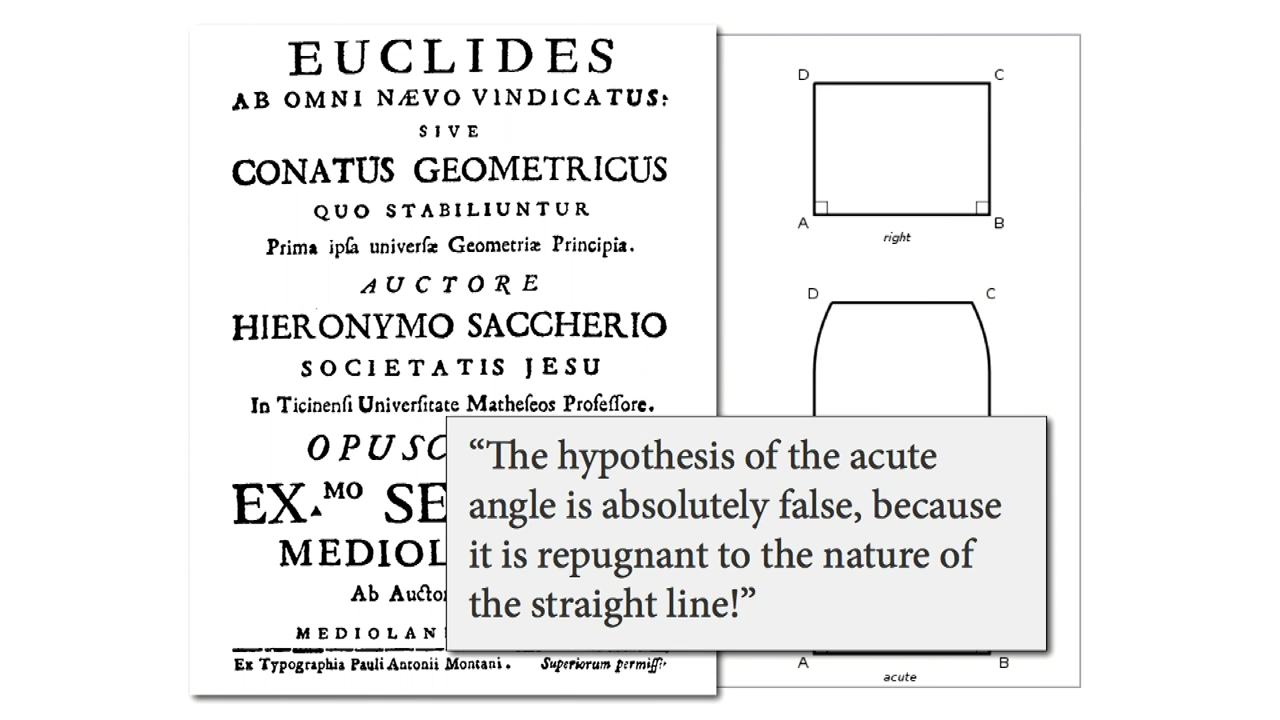 EUCLIDES
AB OMNI NÆVO VINDICATUS:
SIVE
CONATUS GEOMETRICUS
QUO STABILIUNTUR
Prima ipſa univerſæ Geometriæ Principia.
AUCTORE
HIERONYMO SACCHERIO
SOCIETATIS JESU
In Ticinenſi Univerſitate Matheſeos Profeſſore.
OPUSC
EX.MO SE
MEDIOL
Ab Aucto
MEDIOLAN
Ex Typographia Pauli Antonii Montani. Superiorum permiſſ:
D C
A B
right
D C
“The hypothesis of the acute
angle is absolutely false, because
it is repugnant to the nature of
the straight line!”
A B
acute